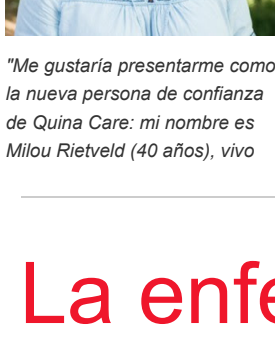 "Me gustaría presentarme como
la nueva persona de confianza
de Quina Care: mi nombre es
Milou Rietveld (40 años), vivo
La enfe